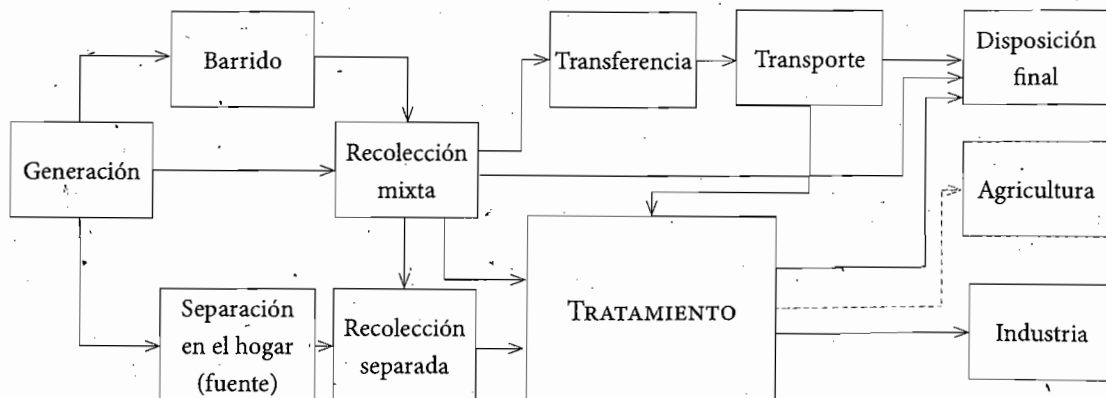 Barrido
Transferencia
Transporte
Disposición
final
Generación
Recolección
mixta
Agricultura
Separación
en el hogar
(fuente)
Recolección
separada
TRATAMIENTO
Industria